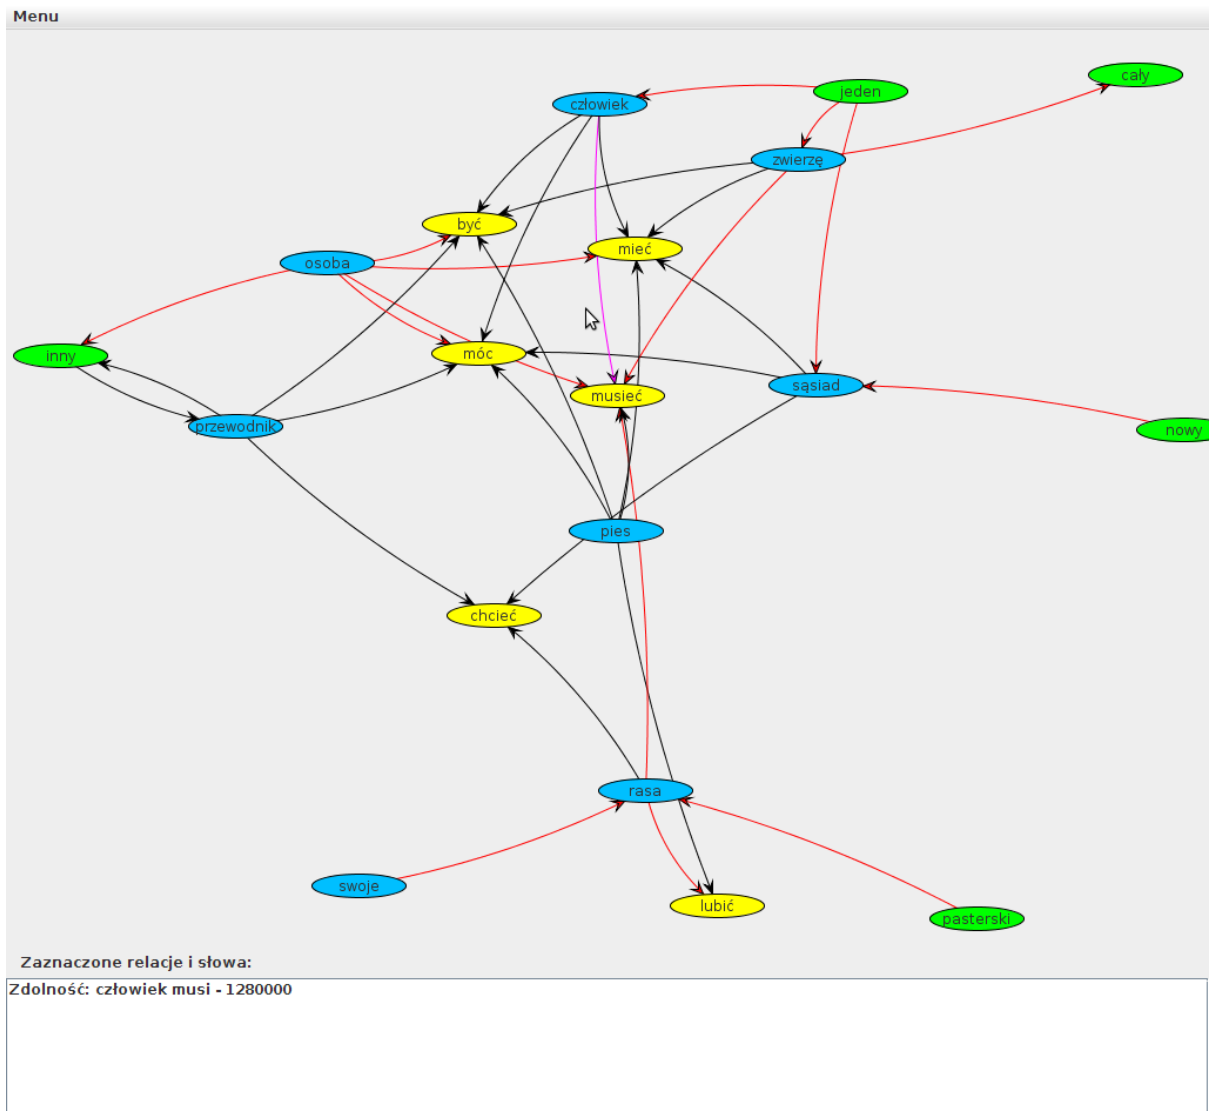 Menu
cały
jeden
człowiek
zwierzę
być
mieć
osoba
móc
inny
sąsiad
musieć
przewodnik
nowy
pies
chcieć
rasa
swoje
lubić
pasterski
Zaznaczone relacje i słowa:
Zdolność: człowiek musi - 1280000